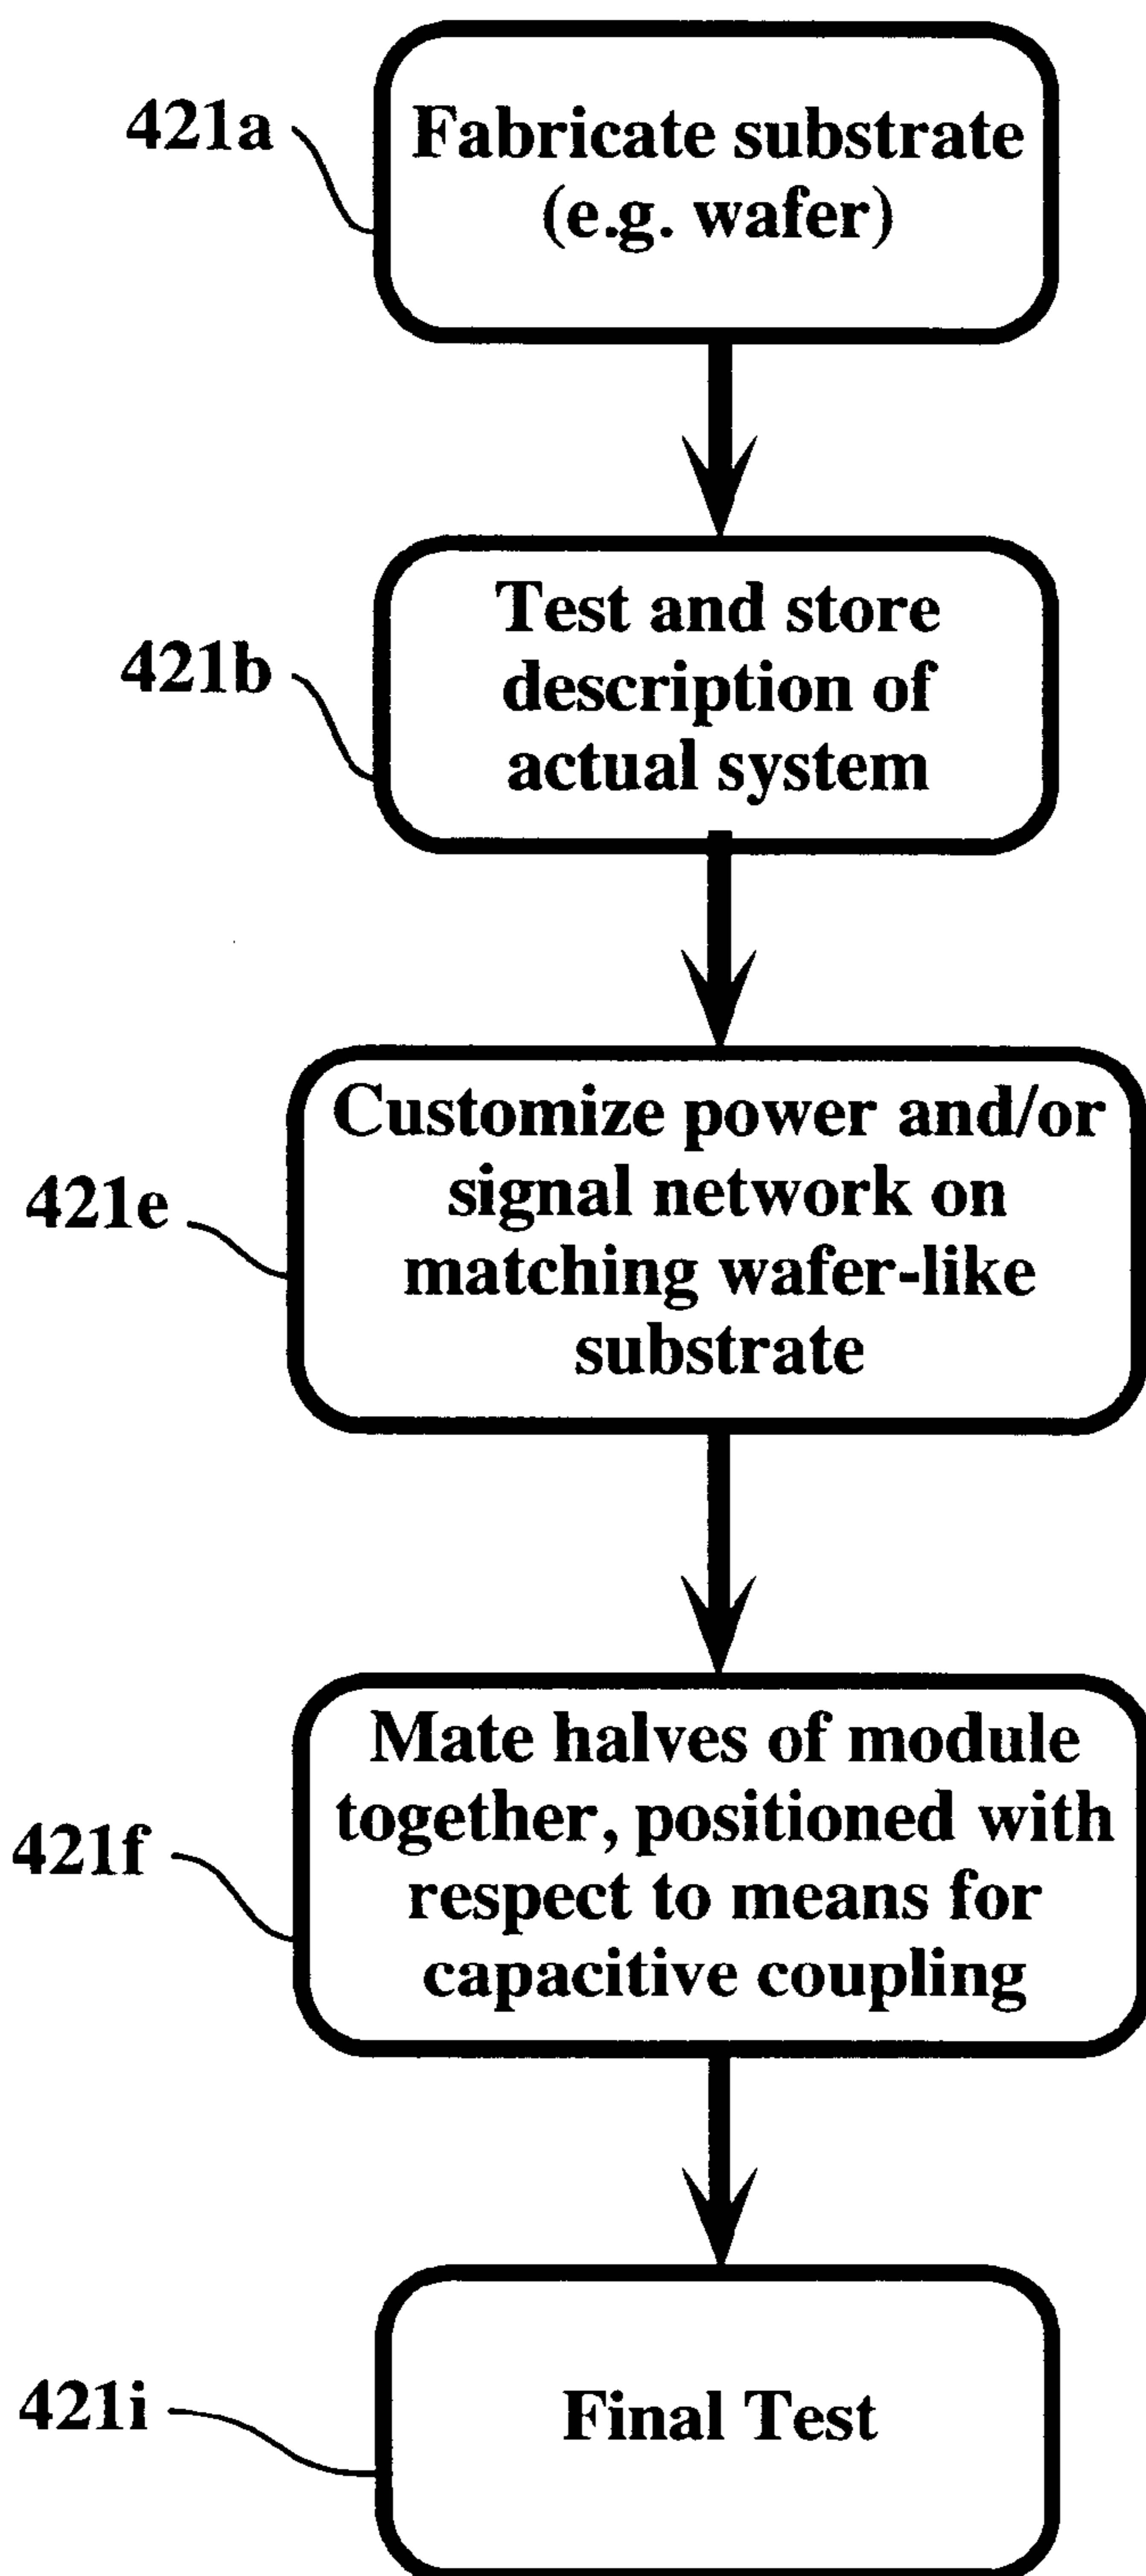 421a
Fabricate substrate
(e.g. wafer)
421b
Test and store
description of
actual system
421e
Customize power and/or
signal network on
matching wafer-like
substrate
421f
Mate halves of module
together, positioned with
respect to means for
capacitive coupling
421i
Final Test